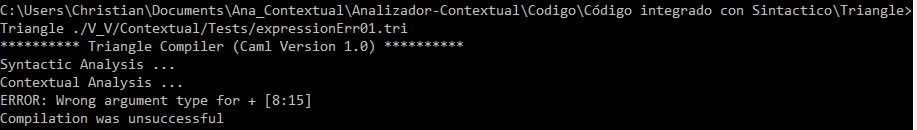 C:\Users\Christian\Documents\Ana_Contextual\Analizador-Contextual\Codigo\Código integrado con Sintactico\Triangle>
Triangle ./V_V/Contextual/Tests/expressionErr01.tri
********** Triangle Compiler (Caml Version 1.0) **********
Syntactic Analysis ...
Contextual Analysis ...
ERROR: Wrong argument type for + [8:15]
Compilation was unsuccessful